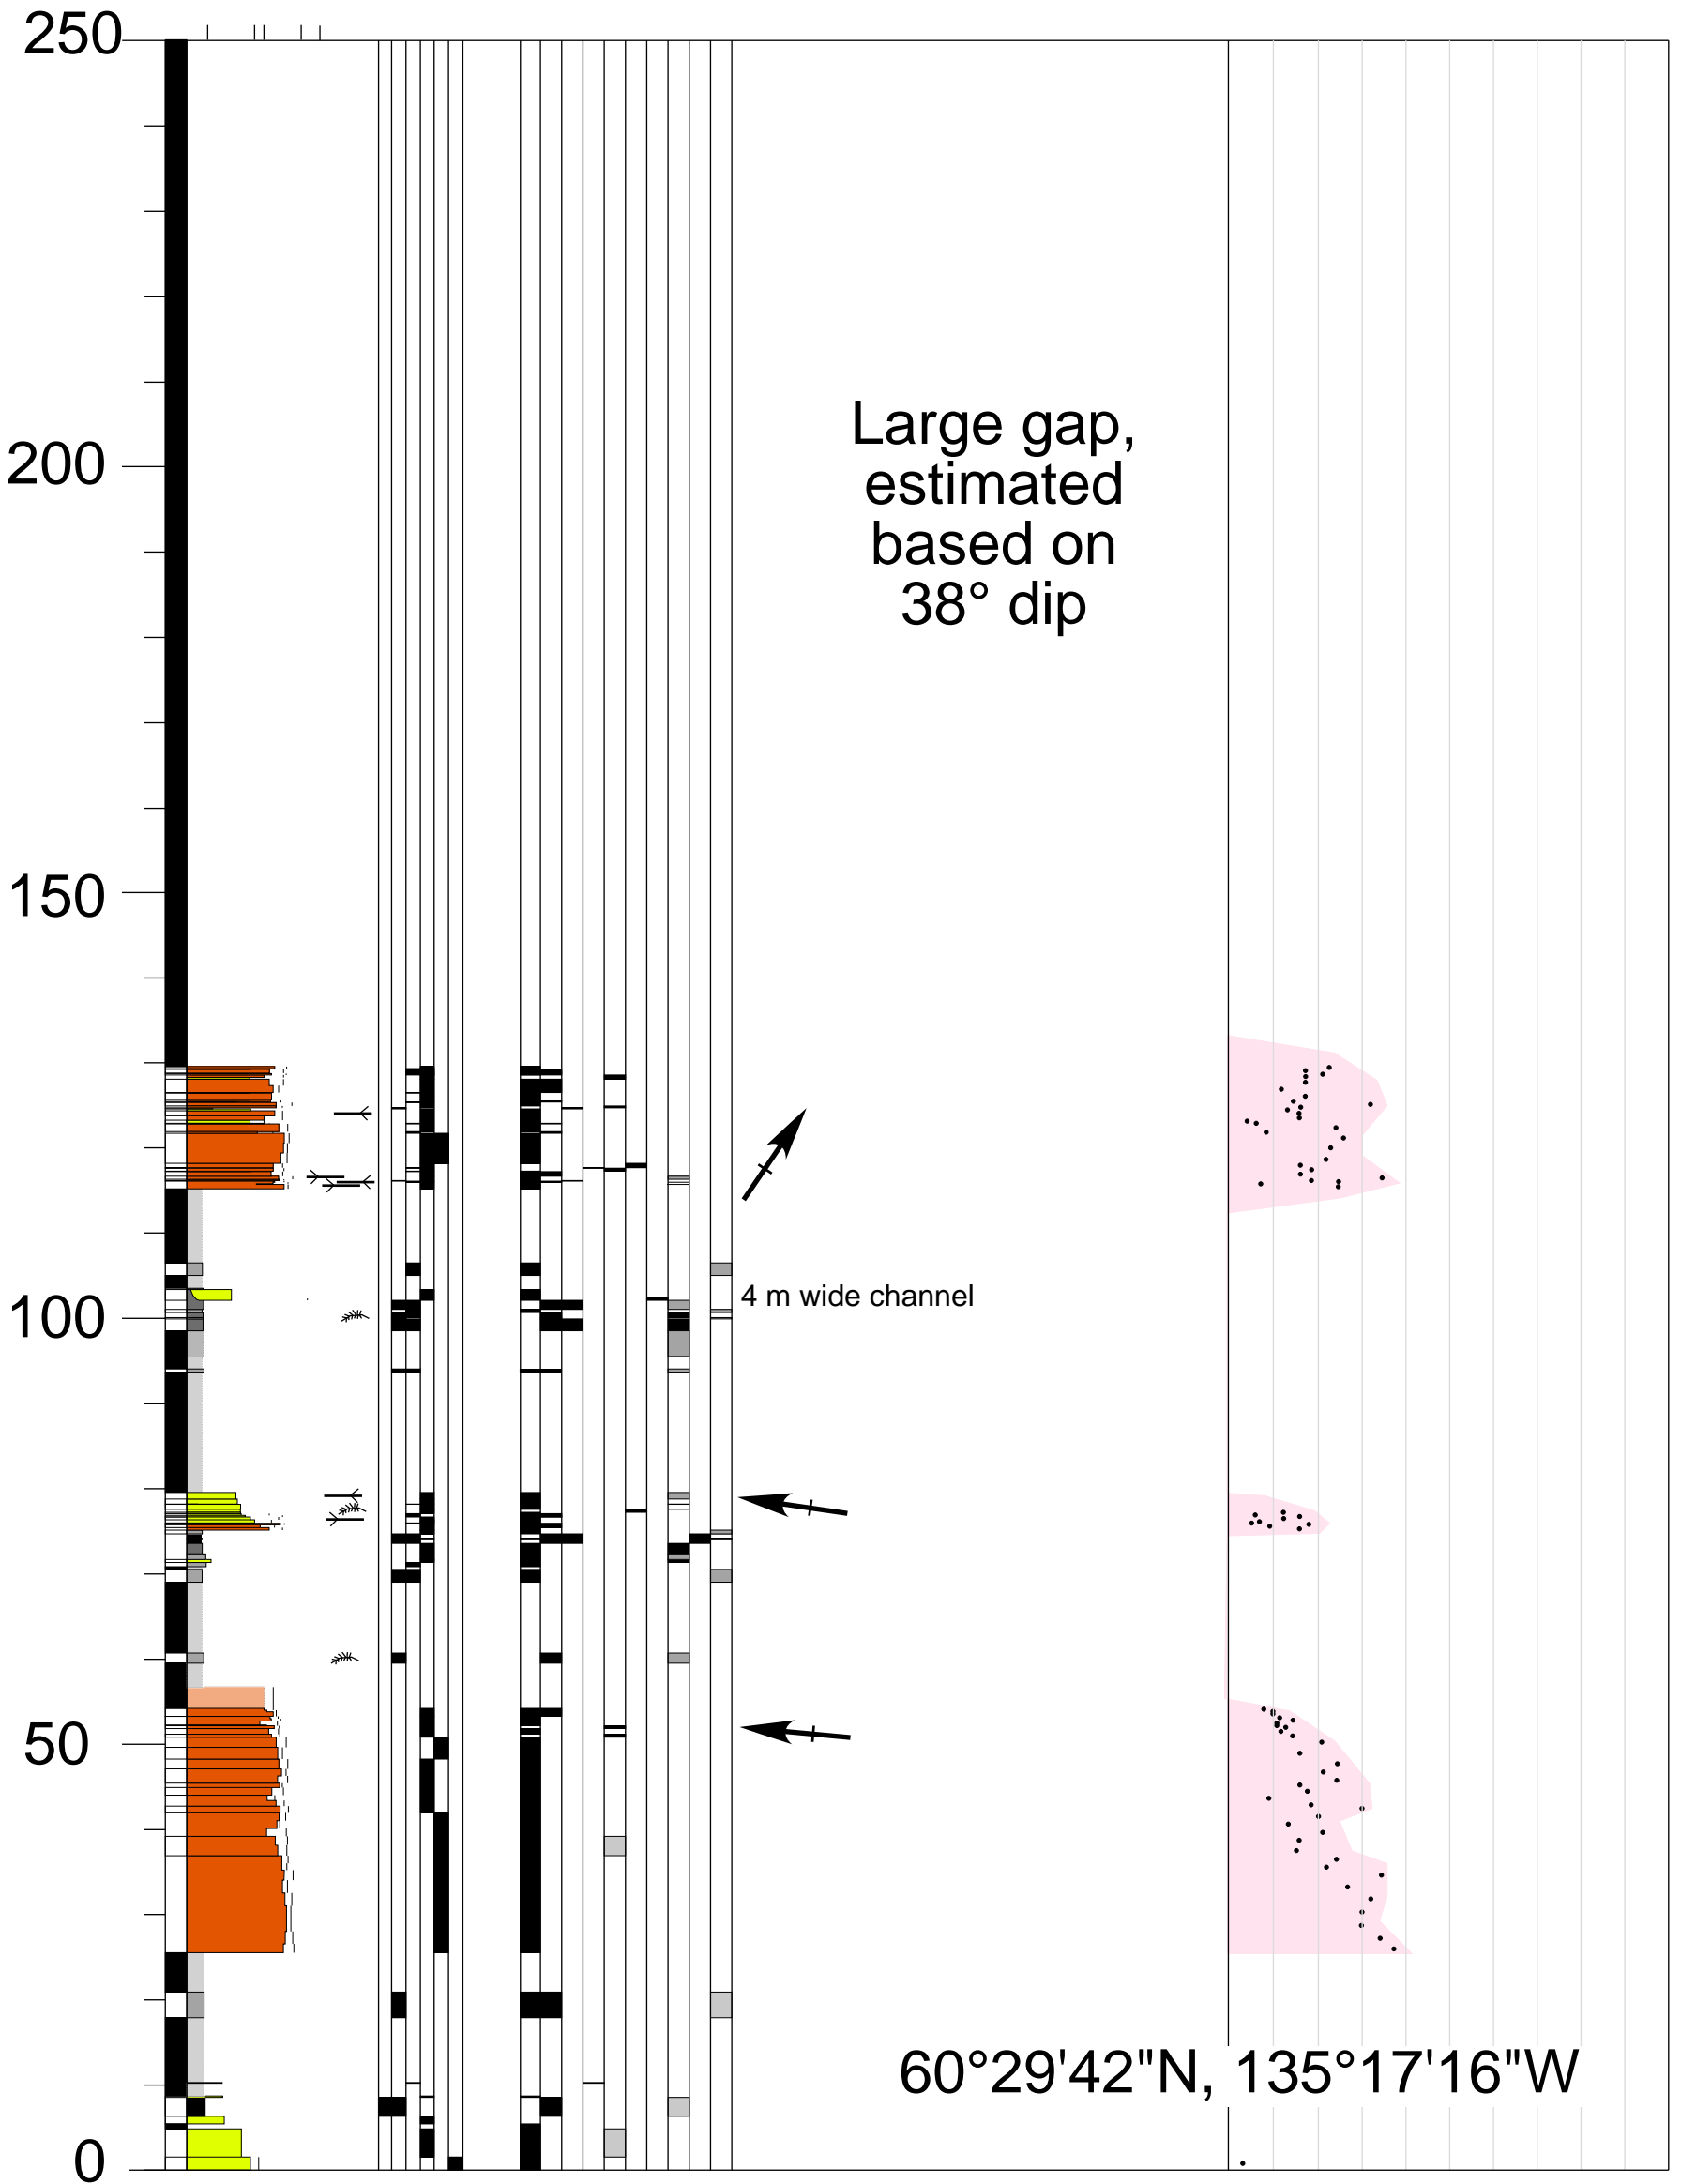 250
Large gap,
200
estimated
based on
38° dip
150
4 m wide channel
100
50
60°29'42"N, 135°17'16"W
0